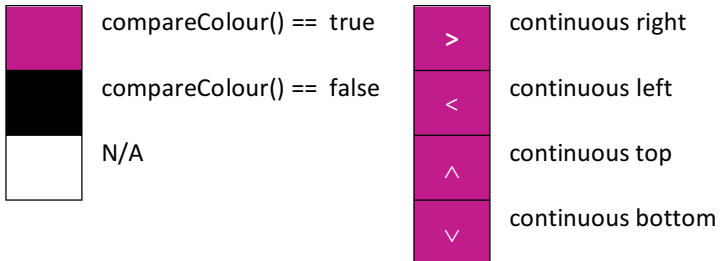 compareColour() == true
compareColour() == false
N/A
> continuous right
< continuous left
^ continuous top
v continuous bottom